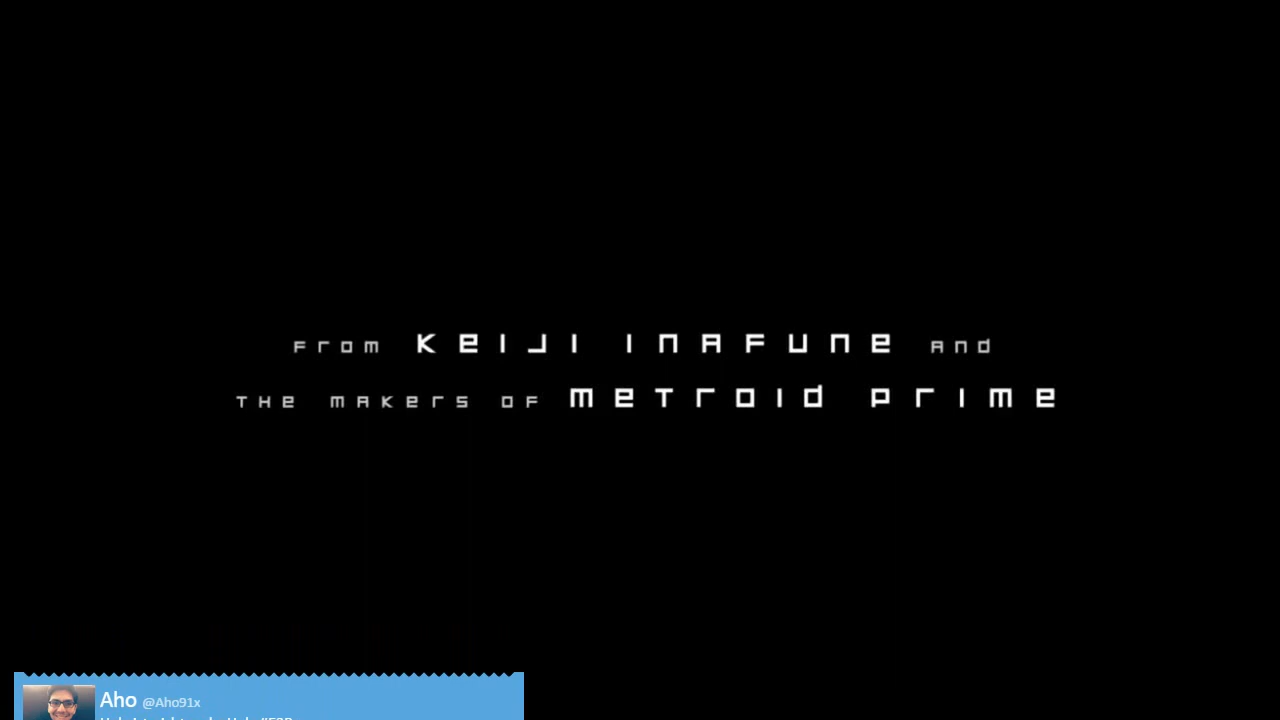 FROM KEIJI INAFUNE AND
THE MAKERS OF METROID PRIME
Aho @Aho91x